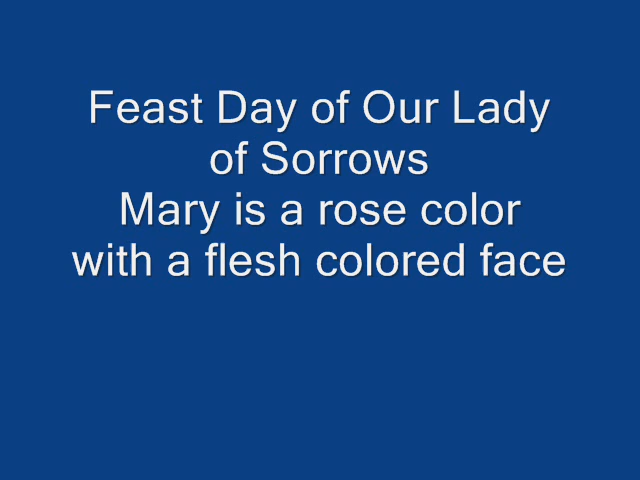 Feast Day of Our Lady
of Sorrows
Mary is a rose color
with a flesh colored face